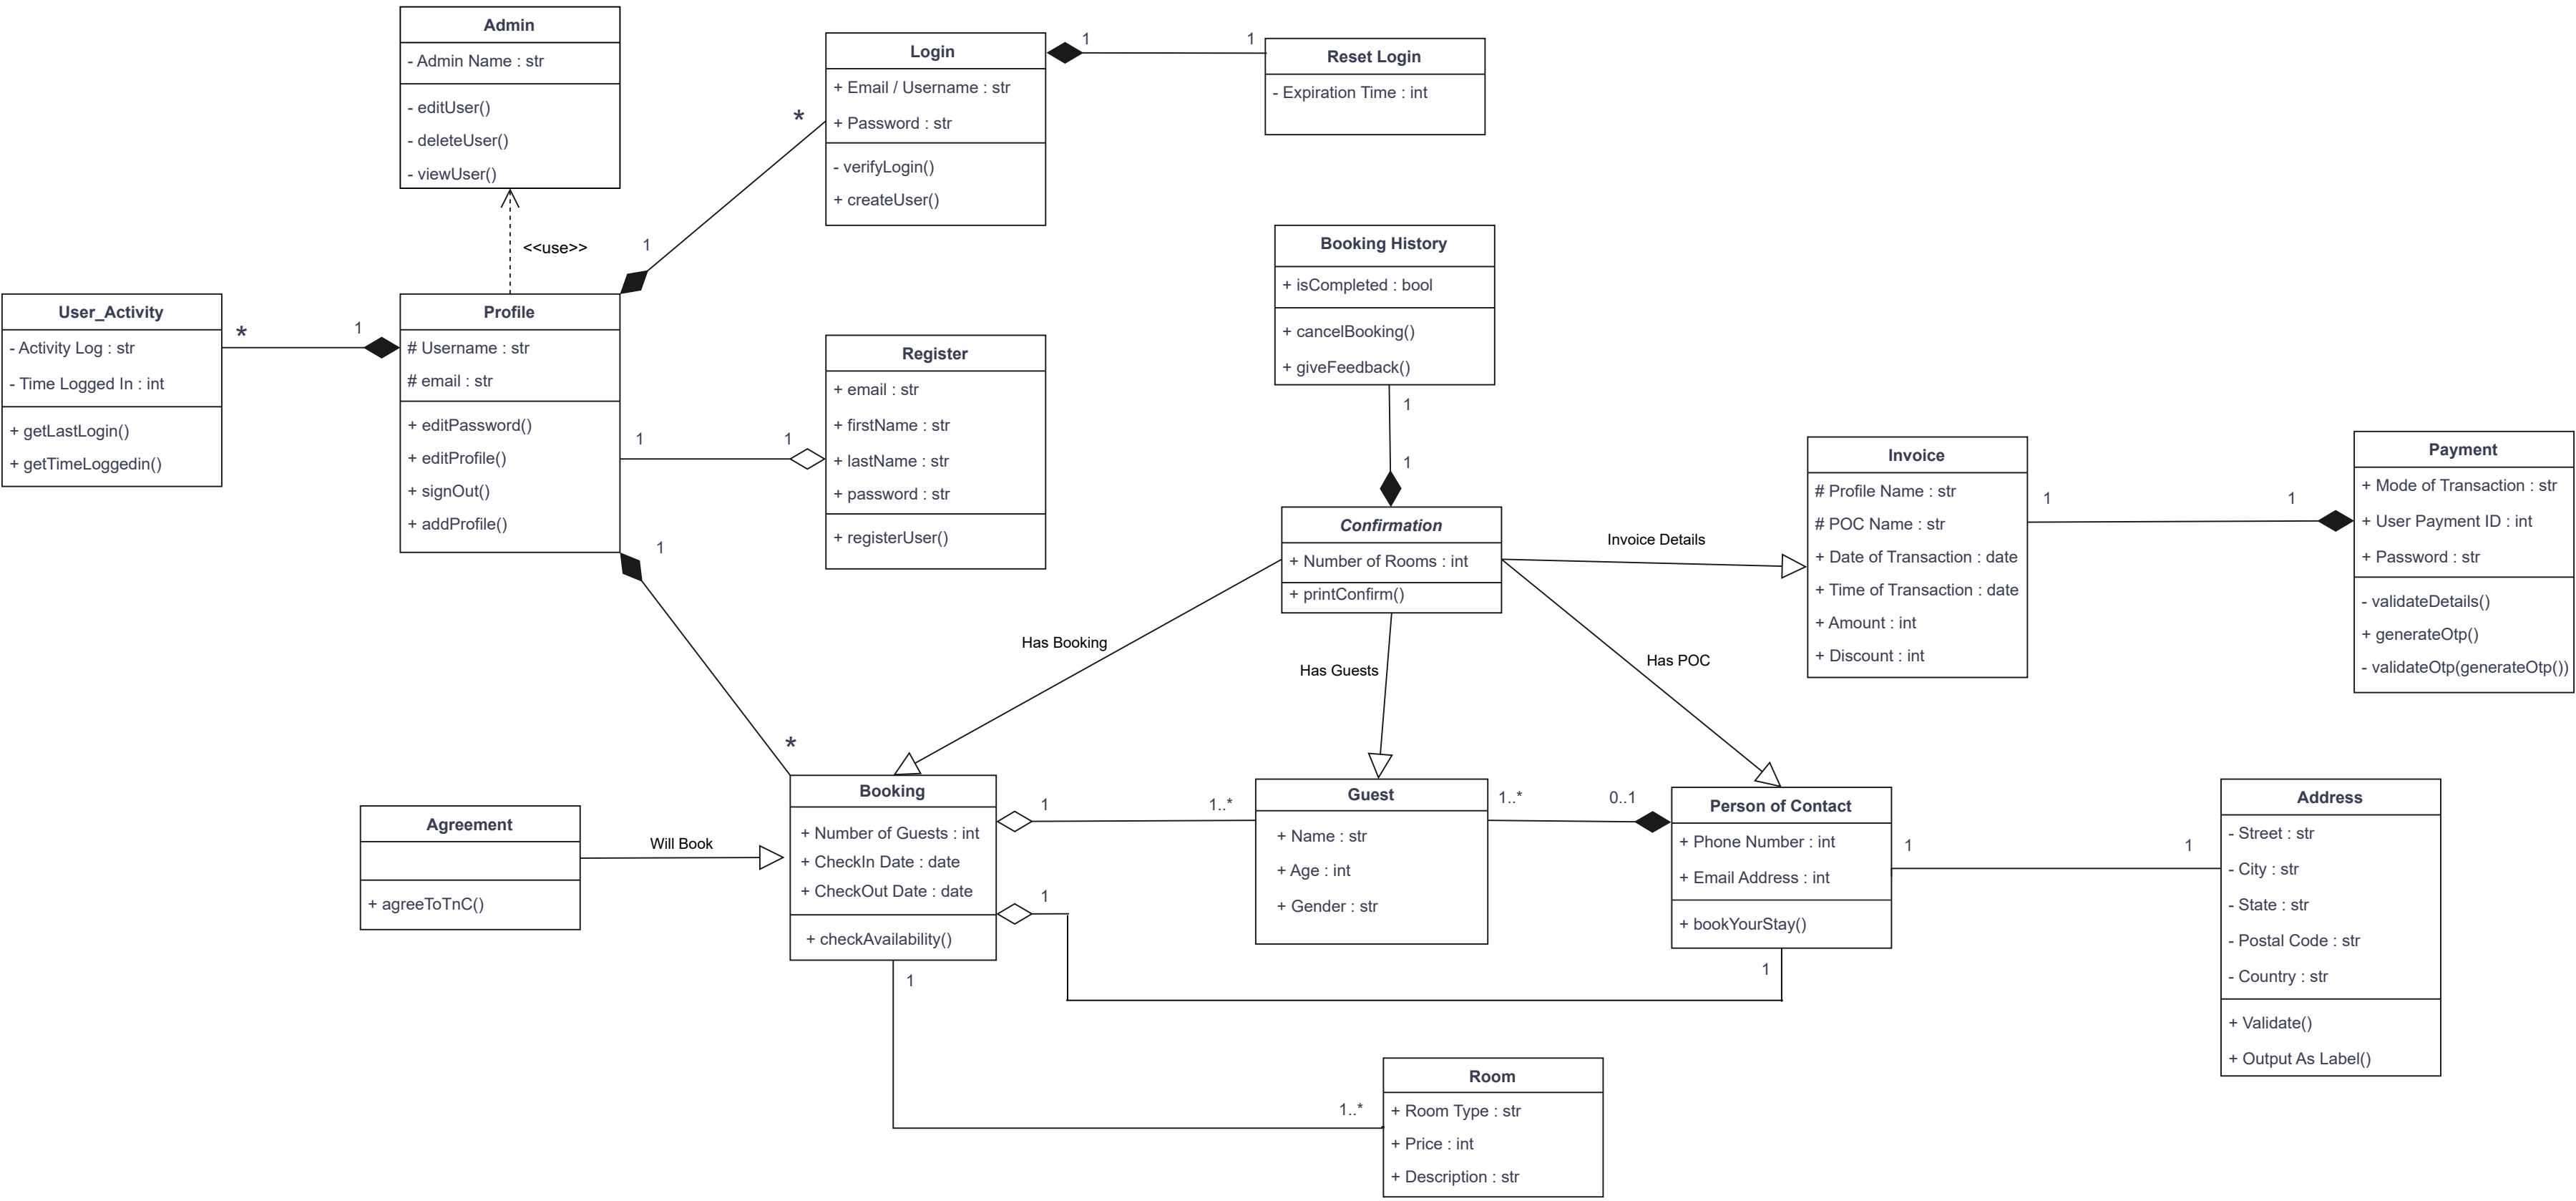 Admin
- Admin Name : str
- editUser()
- deleteUser()
- viewUser()
<<use>>
Login
+ Email / Username : str
+ Password : str
- verifyLogin()
+ createUser()
1
1
Reset Login
- Expiration Time : int
*
1
User_Activity
- Activity Log : str
- Time Logged In : int
+ getLastLogin()
+ getTimeLoggedin()
*
1
Profile
# Username : str
# email : str
+ editPassword()
+ editProfile()
+ signOut()
+ addProfile()
1
1
Register
+ email : str
+ firstName : str
+ lastName : str
+ password : str
+ registerUser()
1
*
Booking History
+ isCompleted : bool
+ cancelBooking()
+ giveFeedback()
1
1
Confirmation
+ Number of Rooms : int
+ printConfirm()
Invoice Details
Invoice
# Profile Name : str
# POC Name : str
+ Date of Transaction : date
+ Time of Transaction : date
+ Amount : int
+ Discount : int
1
1
Payment
+ Mode of Transaction : str
+ User Payment ID : int
+ Password : str
- validateDetails()
+ generateOtp()
- validateOtp(generateOtp())
Has Booking
Has Guests
Has POC
Agreement
+ agreeToTnC()
Will Book
Booking
+ Number of Guests : int
+ CheckIn Date : date
+ CheckOut Date : date
+ checkAvailability()
1
1..*
Guest
+ Name : str
+ Age : int
+ Gender : str
1..*
0..1
Person of Contact
+ Phone Number : int
+ Email Address : int
+ bookYourStay()
1
1
Address
- Street : str
- City : str
- State : str
- Postal Code : str
- Country : str
+ Validate()
+ Output As Label()
1
1
1
1..*
Room
+ Room Type : str
+ Price : int
+ Description : str